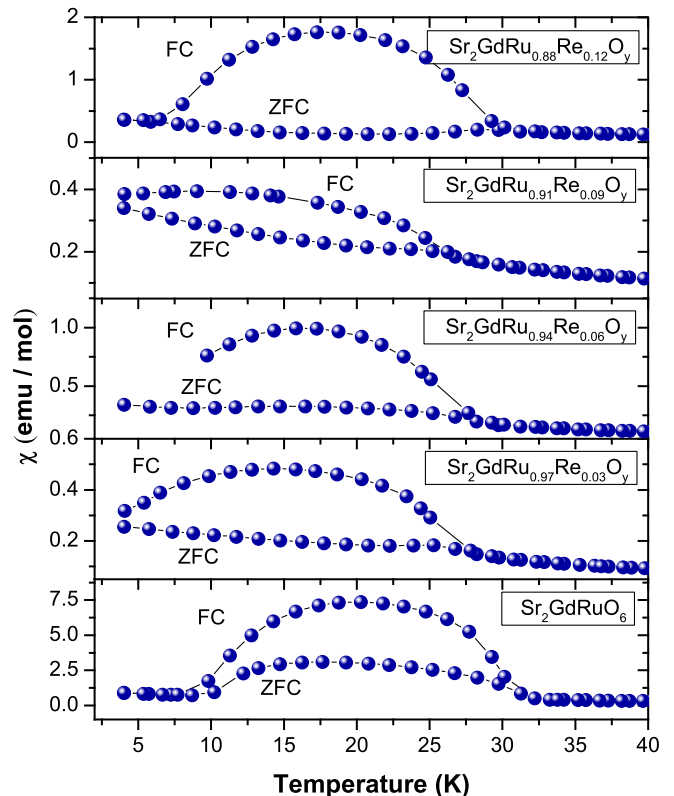 2
FC
Sr2GdRu0.88Re0.12Oy
1
ZFC
0
0.4
FC
Sr2GdRu0.91Re0.09Oy
0.2
ZFC
1.0
FC
Sr2GdRu0.94Re0.06Oy
0.5
ZFC
0.6
FC
Sr2GdRu0.97Re0.03Oy
0.4
0.2
ZFC
7.5
FC
Sr2GdRuO6
5.0
2.5
ZFC
0.0
5 10 15 20 25 30 35 40
Temperature (K)
χ (emu / mol)